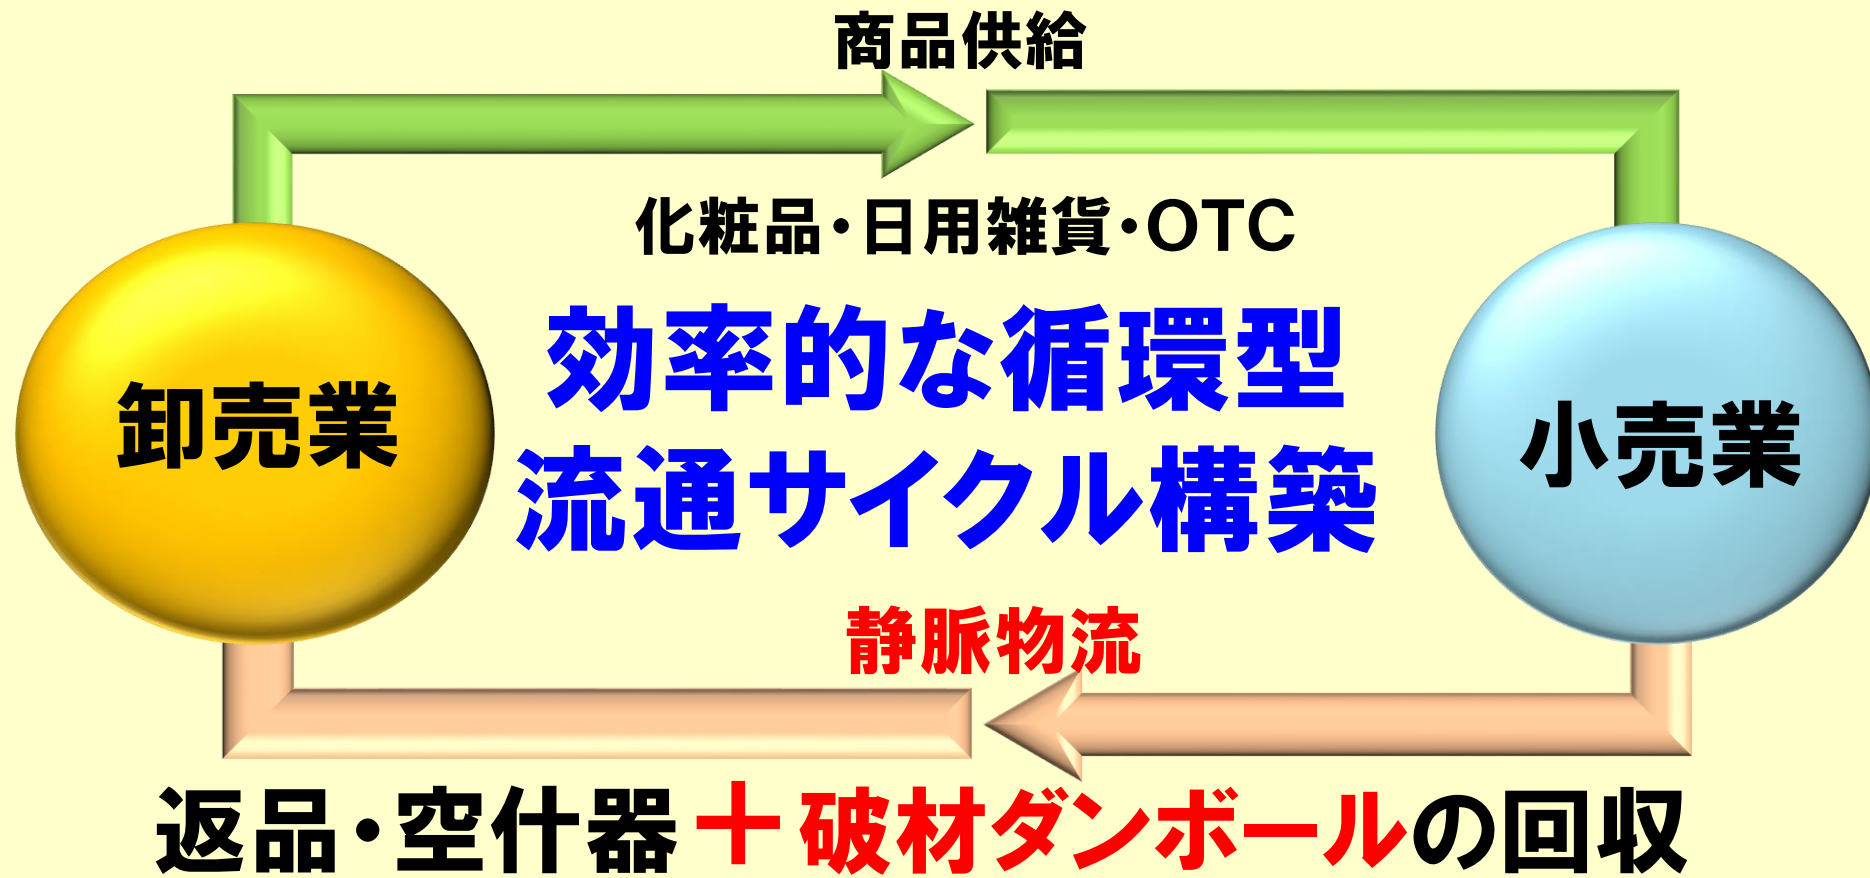 商品供給
化粧品・日用雑貨・OTC
効率的な循環型
流通サイクル構築
卸売業
小売業
静脈物流
返品・空什器＋破材ダンボールの回収